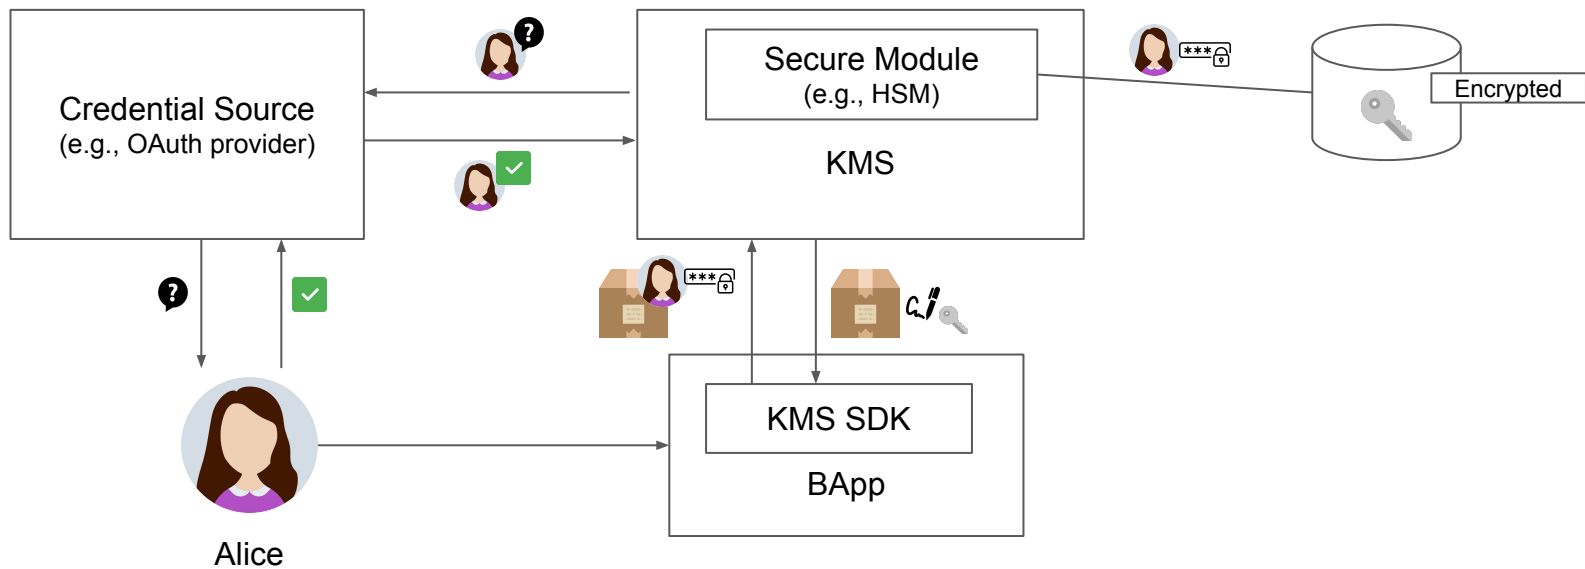 Credential Source
(e.g., OAuth provider)
?
Secure Module
(e.g., HSM)
KMS
***
Encrypted
?
***
KMS SDK
BApp
Alice